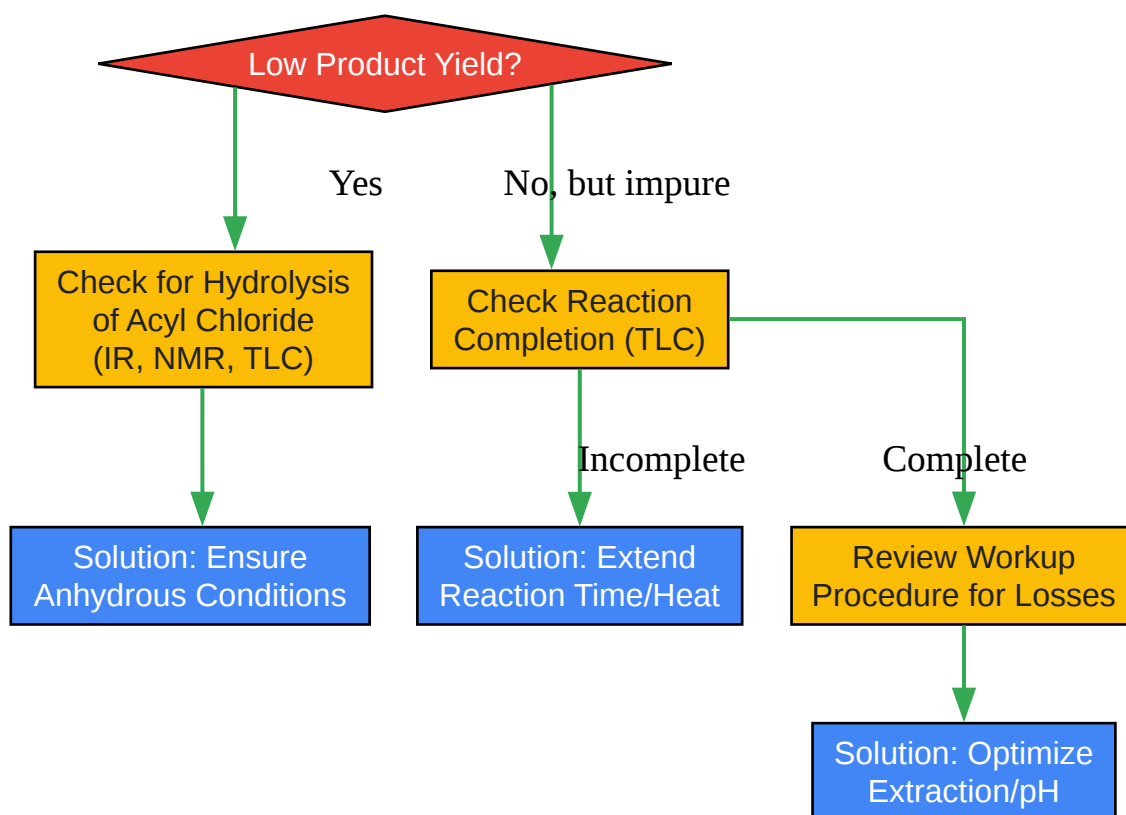 Low Product Yield?
Yes
No, but impure
Check for Hydrolysis
of Acyl Chloride
(IR, NMR, TLC)
Check Reaction
Completion (TLC)
Incomplete
Complete
Solution: Ensure
Anhydrous Conditions
Solution: Extend
Reaction Time/Heat
Review Workup
Procedure for Losses
Solution: Optimize
Extraction/pH